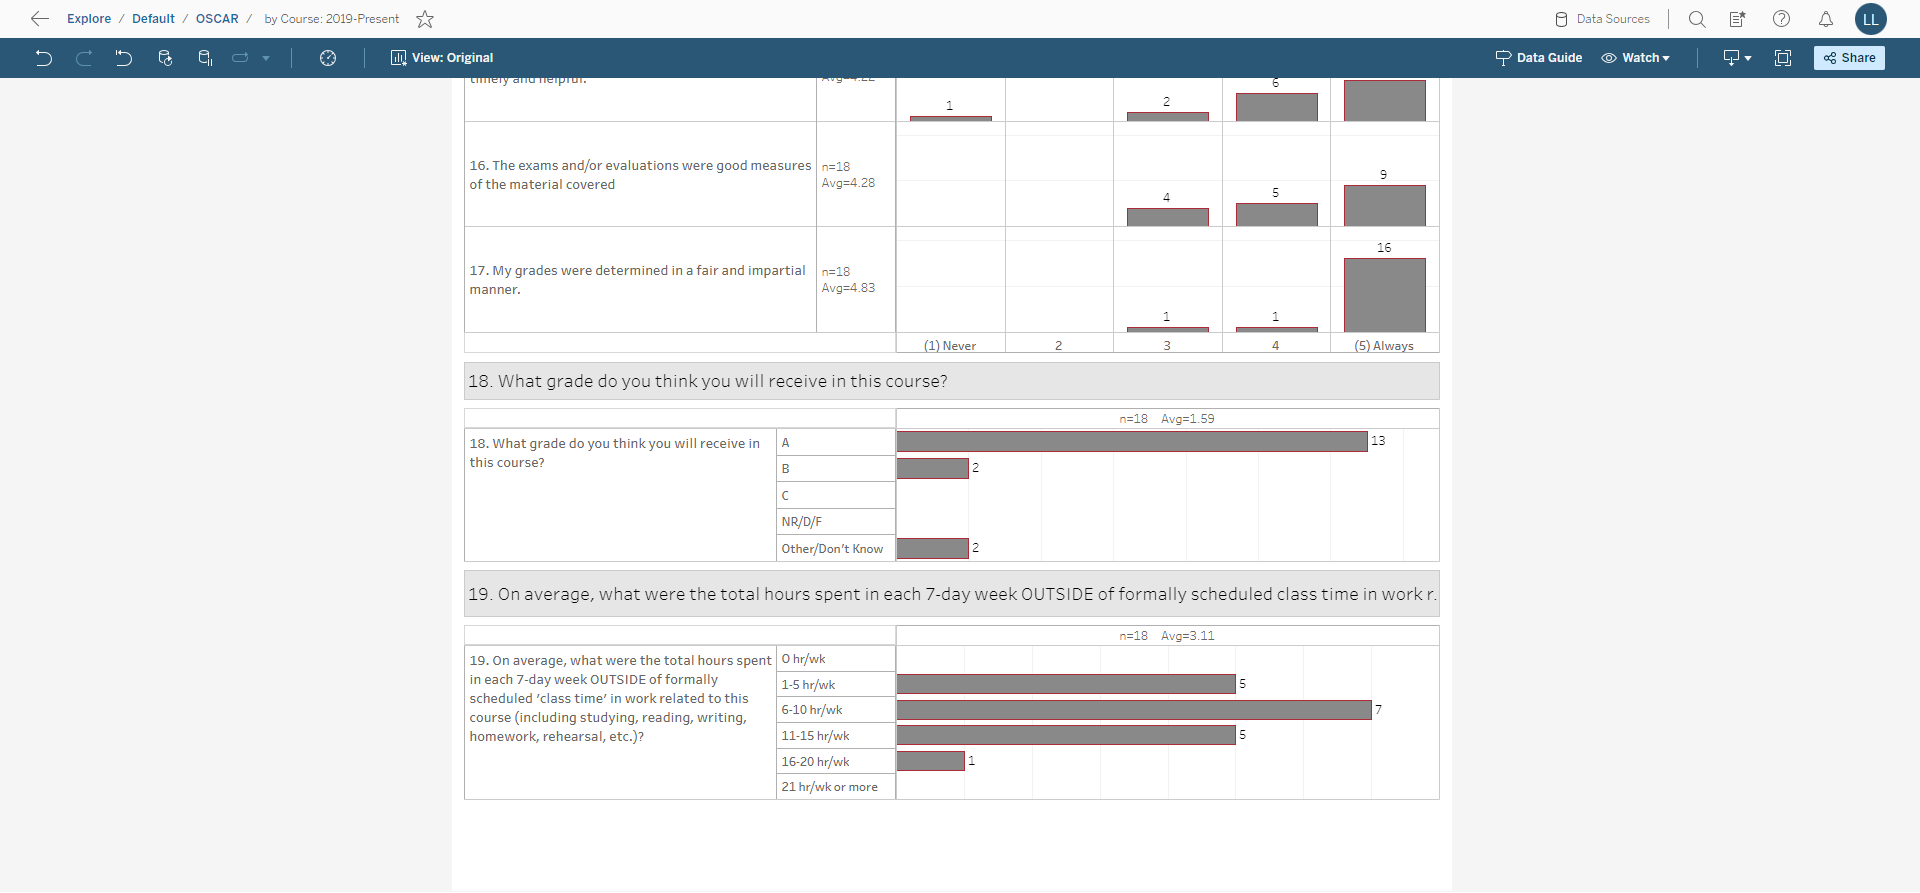 Explore / Default / OSCAR / by Course: 2019-Present
Data Sources
LL
View: Original
Data Guide
Watch
Share
timely and helpful.
Avg=4.22
1
2
6
16. The exams and/or evaluations were good measures
of the material covered
n=18
Avg=4.28
4
5
9
17. My grades were determined in a fair and impartial
manner.
n=18
Avg=4.83
1
1
16
(1) Never
2
3
4
(5) Always
18. What grade do you think you will receive in this course?
n=18 Avg=1.59
18. What grade do you think you will receive in
this course?
A
13
B
2
C
NR/D/F
Other/Don't Know
2
19. On average, what were the total hours spent in each 7-day week OUTSIDE of formally scheduled class time in work r.
n=18 Avg=3.11
19. On average, what were the total hours spent
in each 7-day week OUTSIDE of formally
scheduled 'class time' in work related to this
course (including studying, reading, writing,
homework, rehearsal, etc.)?
0 hr/wk
1-5 hr/wk
5
6-10 hr/wk
7
11-15 hr/wk
5
16-20 hr/wk
1
21 hr/wk or more